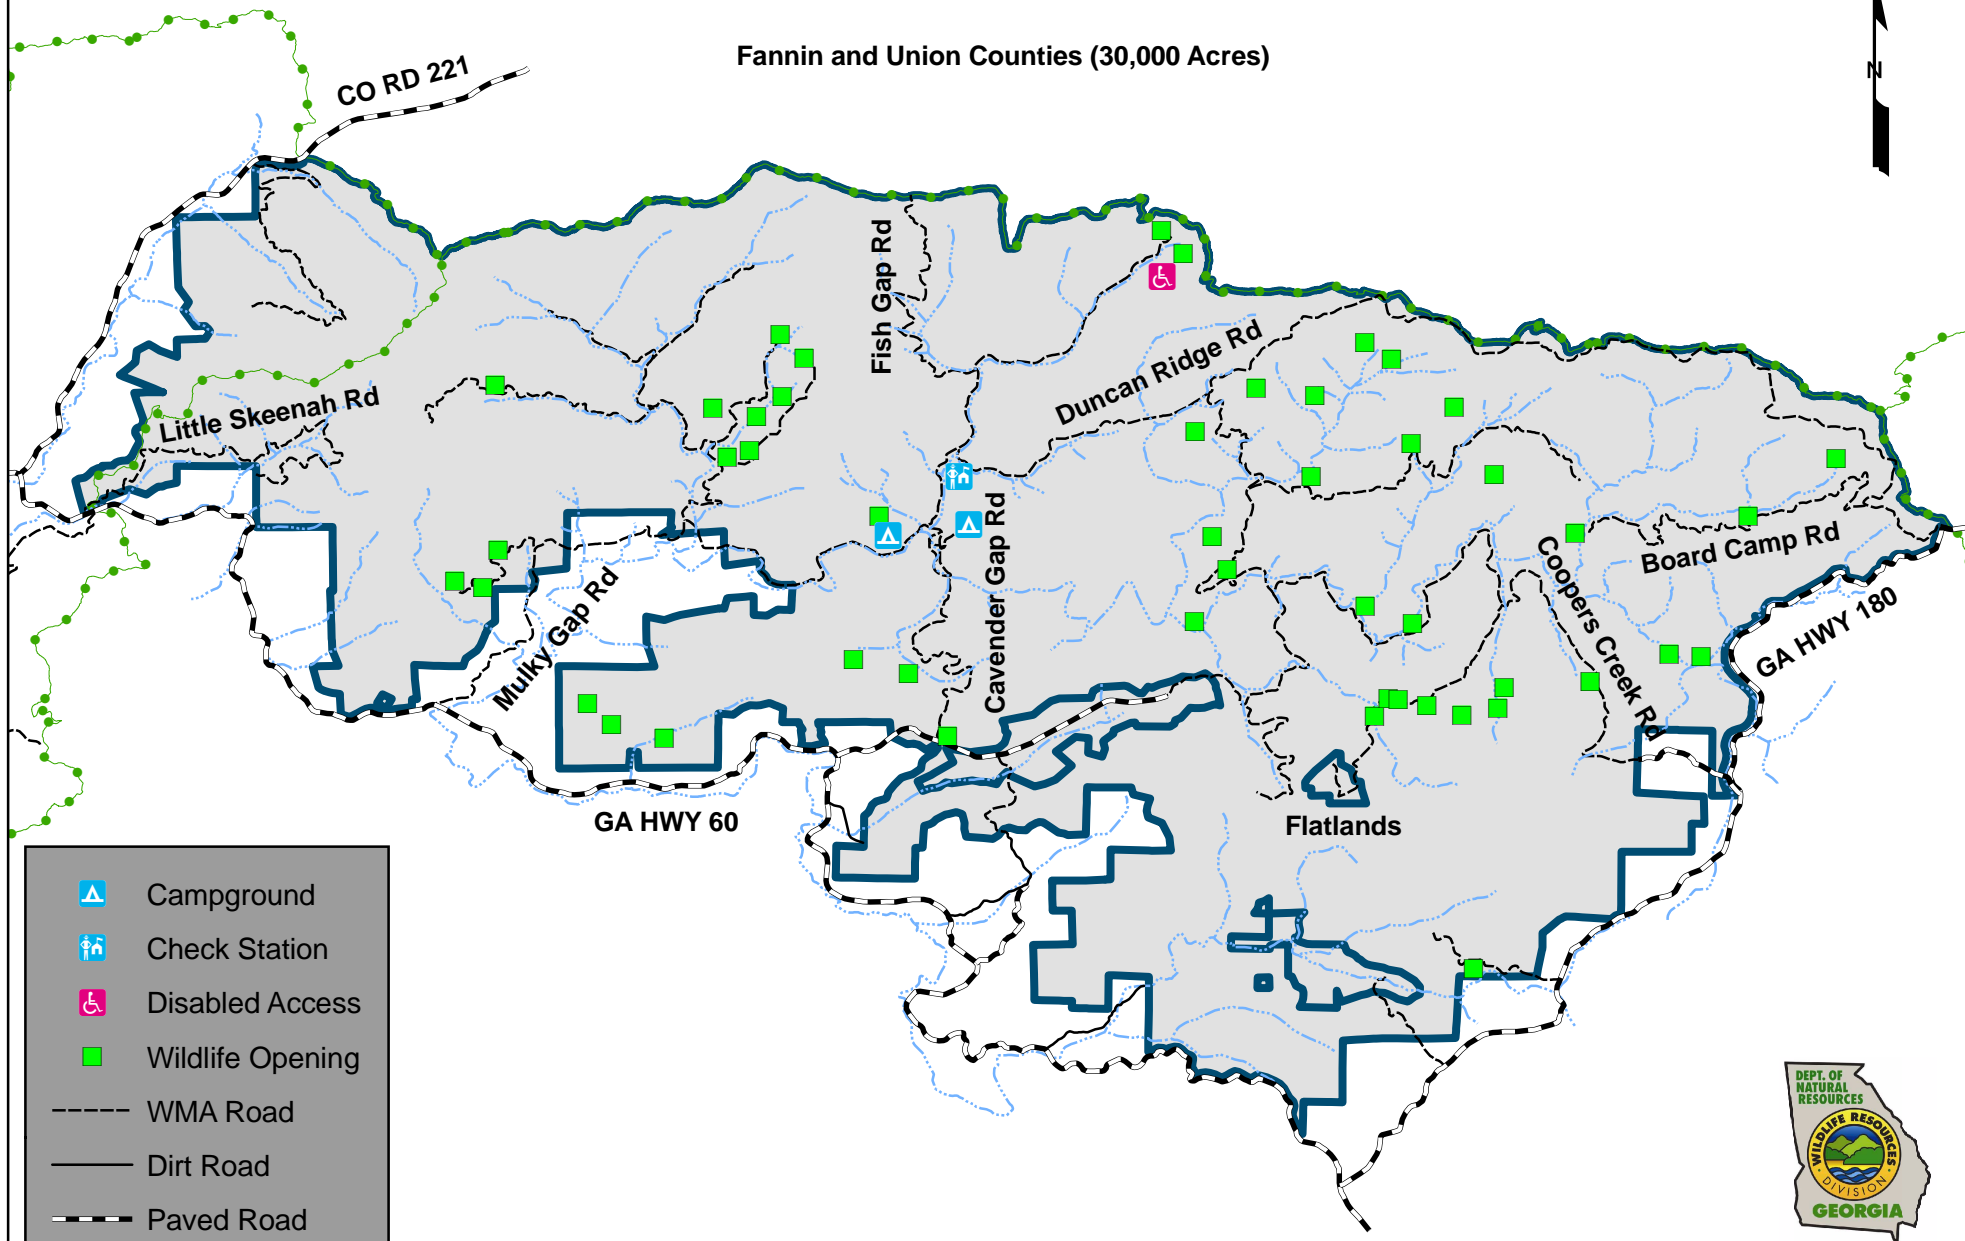 Fannin and Union Counties (30,000 Acres)
N
CO RD 221
Fish Gap Rd
Duncan Ridge Rd
Little Skeenah Rd
Cavender Gap Rd
Coopers Creek Rd
Board Camp Rd
GA HWY 180
Mulky Gap Rd
GA HWY 60
Flatlands
Campground
Check Station
Disabled Access
Wildlife Opening
WMA Road
Dirt Road
Paved Road
DEPT. OF
NATURAL
RESOURCES
WILDLIFE RESOURCES
DIVISION
GEORGIA